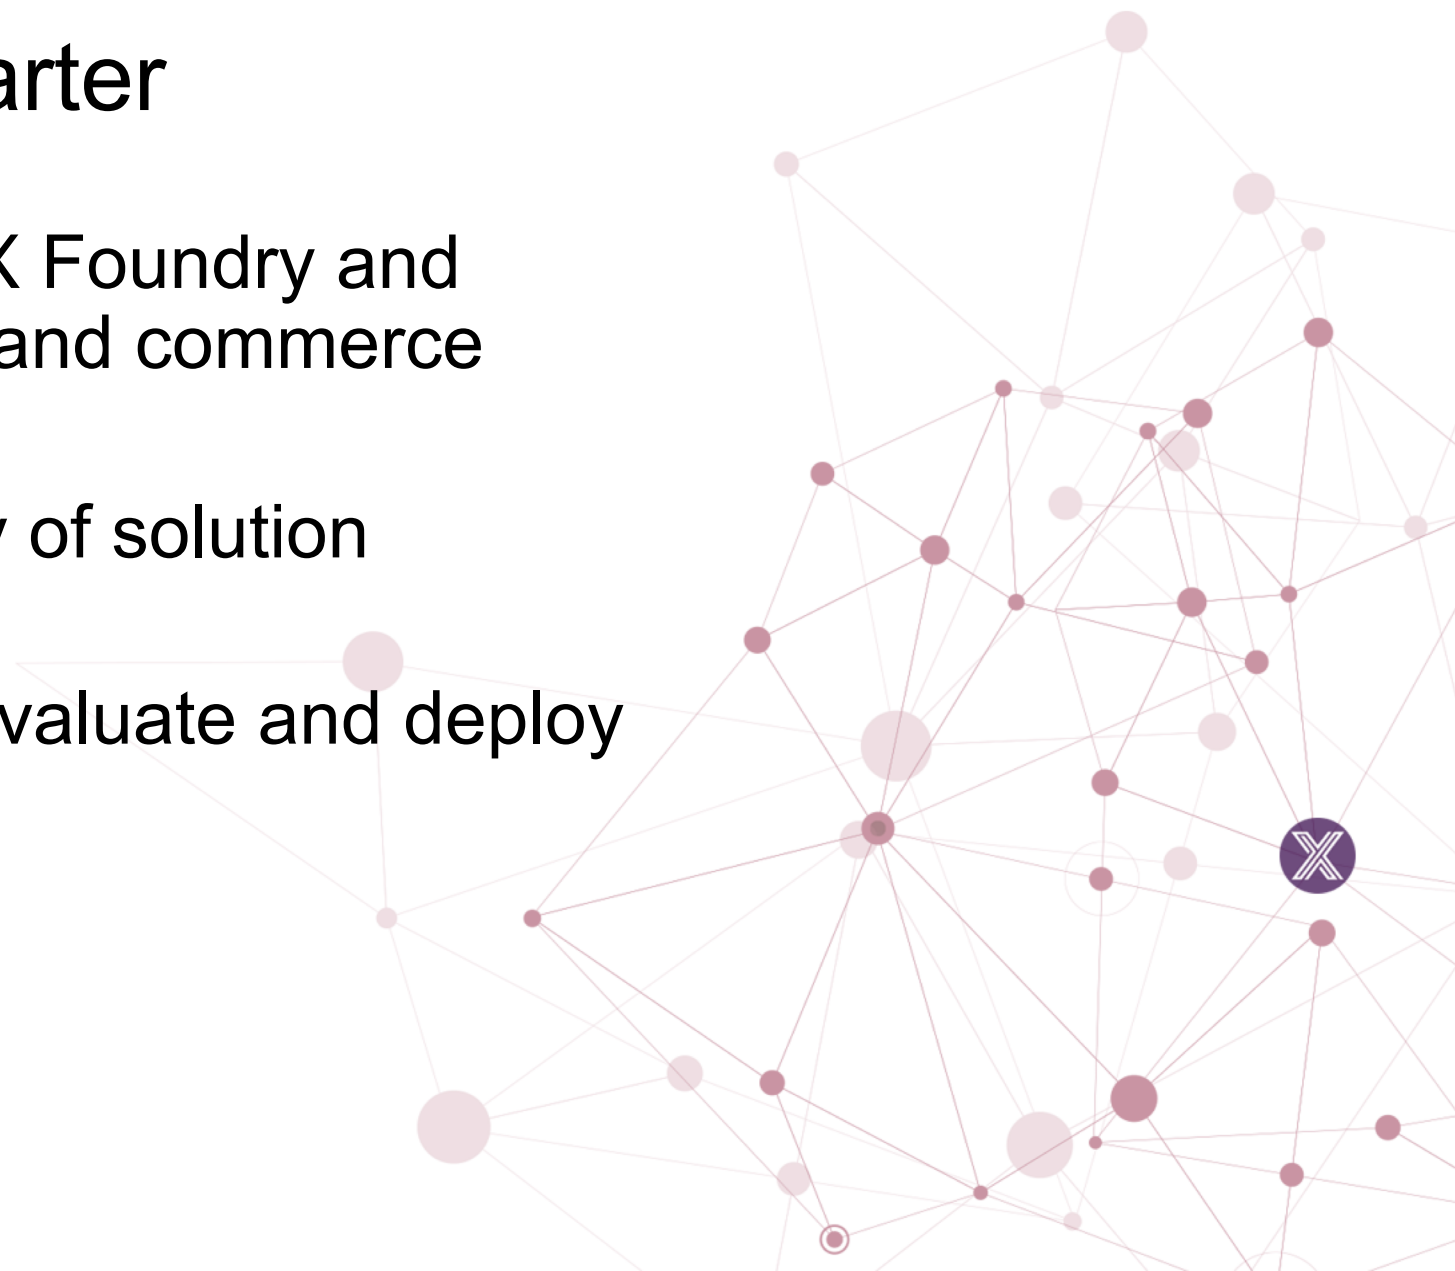 arter
X Foundry and
and commerce
y of solution
valuate and deploy